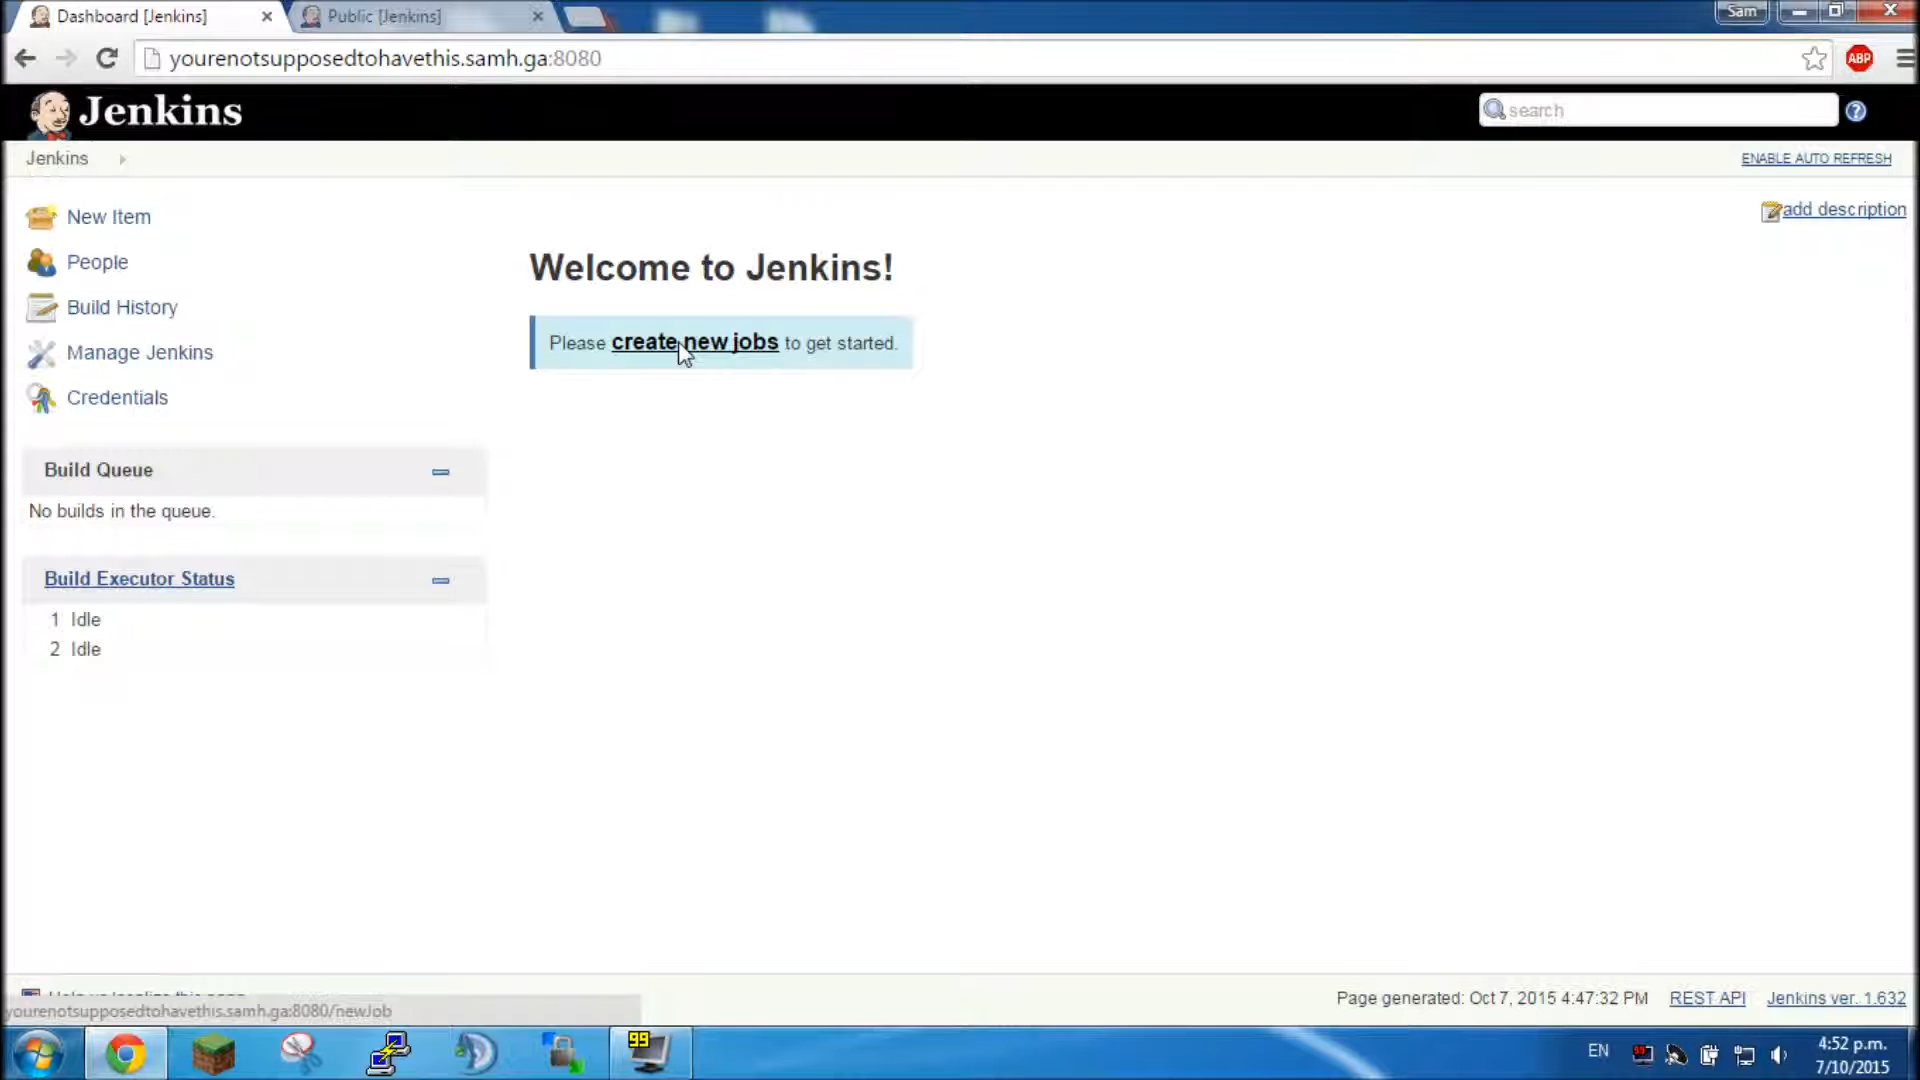 Dashboard [Jenkins]
Public [Jenkins]
Sam
yourenotsupposedtohavethis.samh.ga:8080
ABP
Jenkins
search
Jenkins
ENABLE AUTO REFRESH
New Item
add description
People
Build History
Manage Jenkins
Credentials
Welcome to Jenkins!
Please create new jobs to get started.
Build Queue
No builds in the queue.
Build Executor Status
1 Idle
2 Idle
Page generated: Oct 7, 2015 4:47:32 PM
REST API
Jenkins ver. 1.632
yourenotsupposedtohavethis.samh.ga:8080/newJob
99
EN
4:52 p.m.
7/10/2015